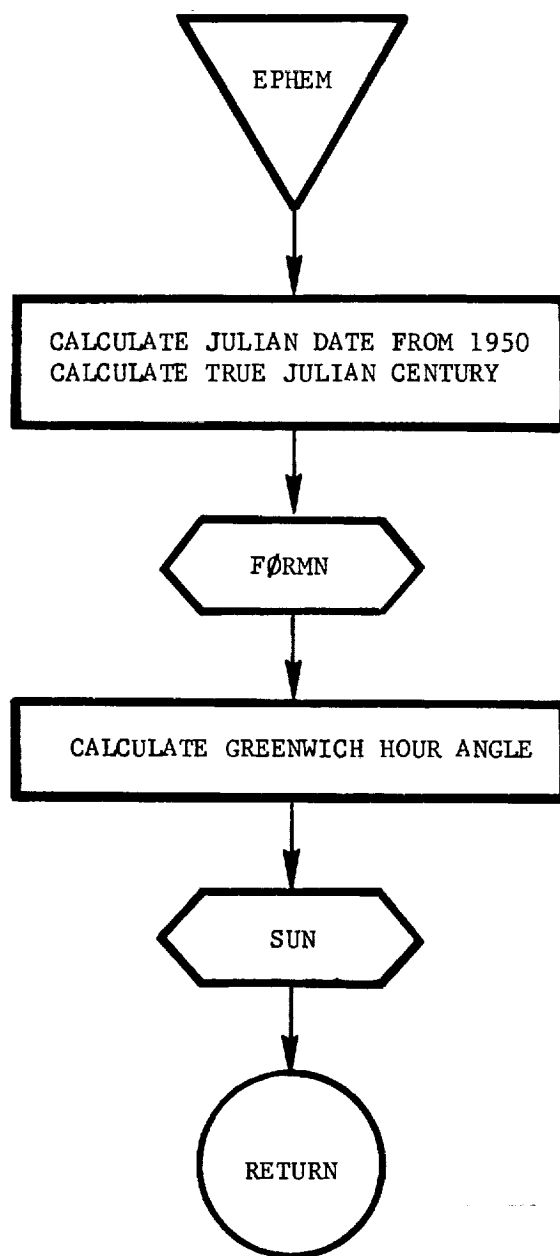 EPHEM
CALCULATE JULIAN DATE FROM 1950
CALCULATE TRUE JULIAN CENTURY
FØRMN
CALCULATE GREENWICH HOUR ANGLE
SUN
RETURN